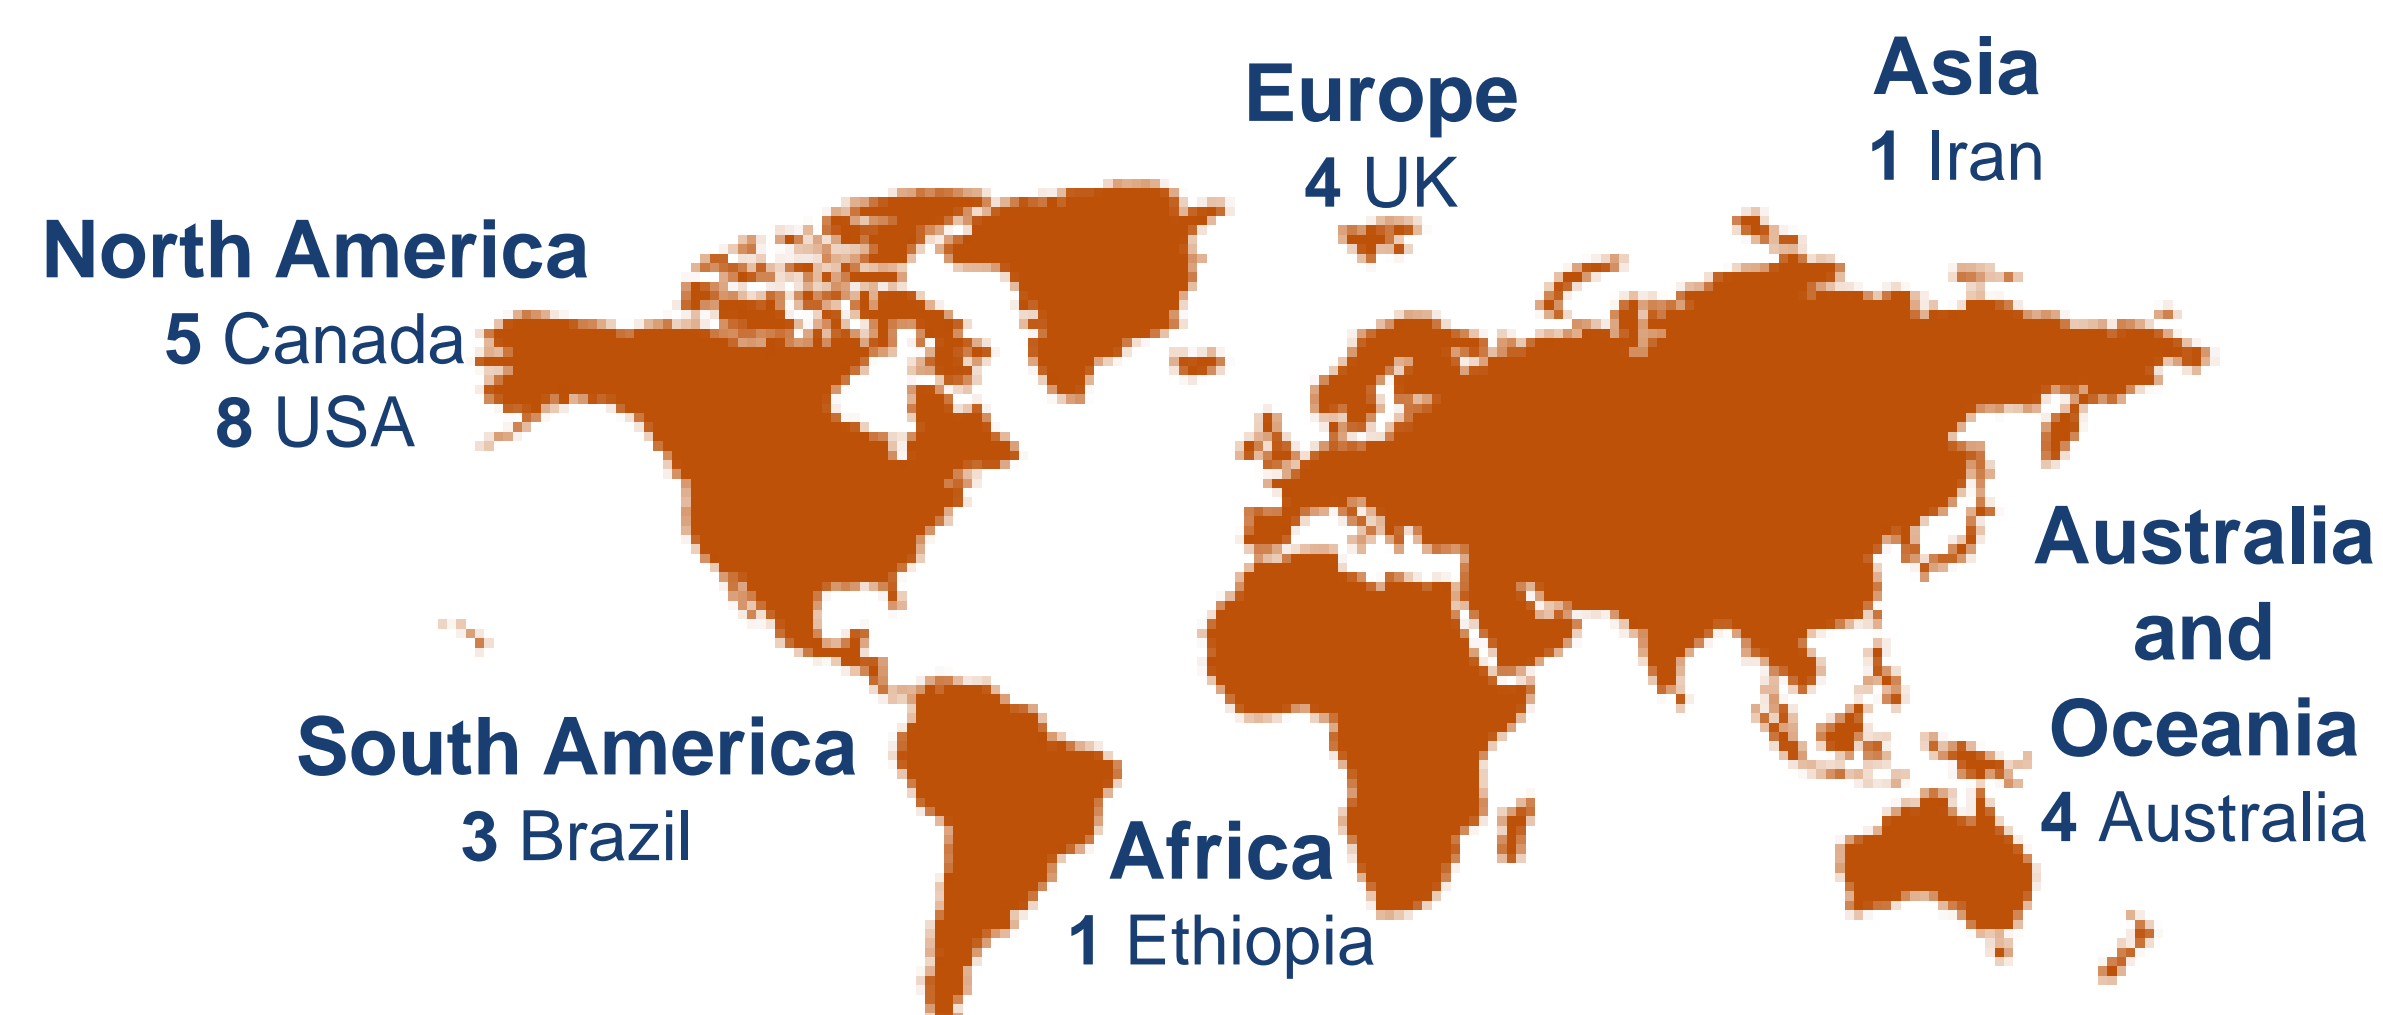 North America
5 Canada
8 USA
Europe
4 UK
Asia
1 Iran
South America
3 Brazil
Africa
1 Ethiopia
Australia
and
Oceania
4 Australia